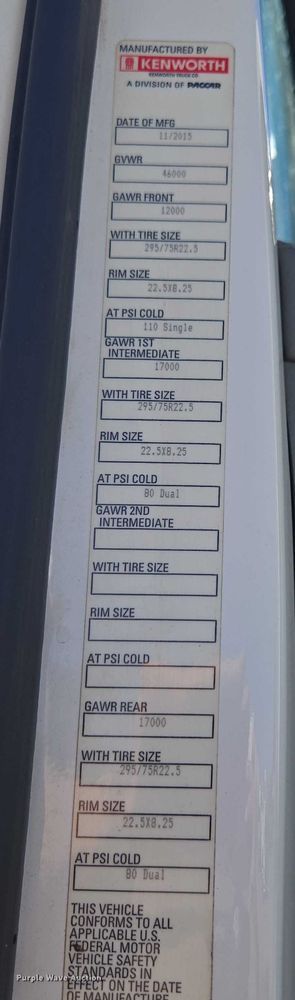 MANUFACTURED BY
KENWORTH
KENWORTH TRUCK CO
A DIVISION OF PACCAR
DATE OF MFG
11/2015
GVWR
46000
GAWR FRONT
12000
WITH TIRE SIZE
295/75R22.5
RIM SIZE
22.5X8.25
AT PSI COLD
110 Single
GAWR 1ST
INTERMEDIATE
17000
WITH TIRE SIZE
295/75R22.5
RIM SIZE
22.5X8.25
AT PSI COLD
80 Dual
GAWR 2ND
INTERMEDIATE
WITH TIRE SIZE
RIM SIZE
AT PSI COLD
GAWR REAR
17000
WITH TIRE SIZE
295/75R22.5
RIM SIZE
22.5X8.25
AT PSI COLD
80 Dual
THIS VEHICLE
CONFORMS TO ALL
APPLICABLE U.S.
FEDERAL MOTOR
VEHICLE SAFETY
STANDARDS IN
EFFECT ON THE DATE
OF MANUFACTURE
Purple Wave Auction